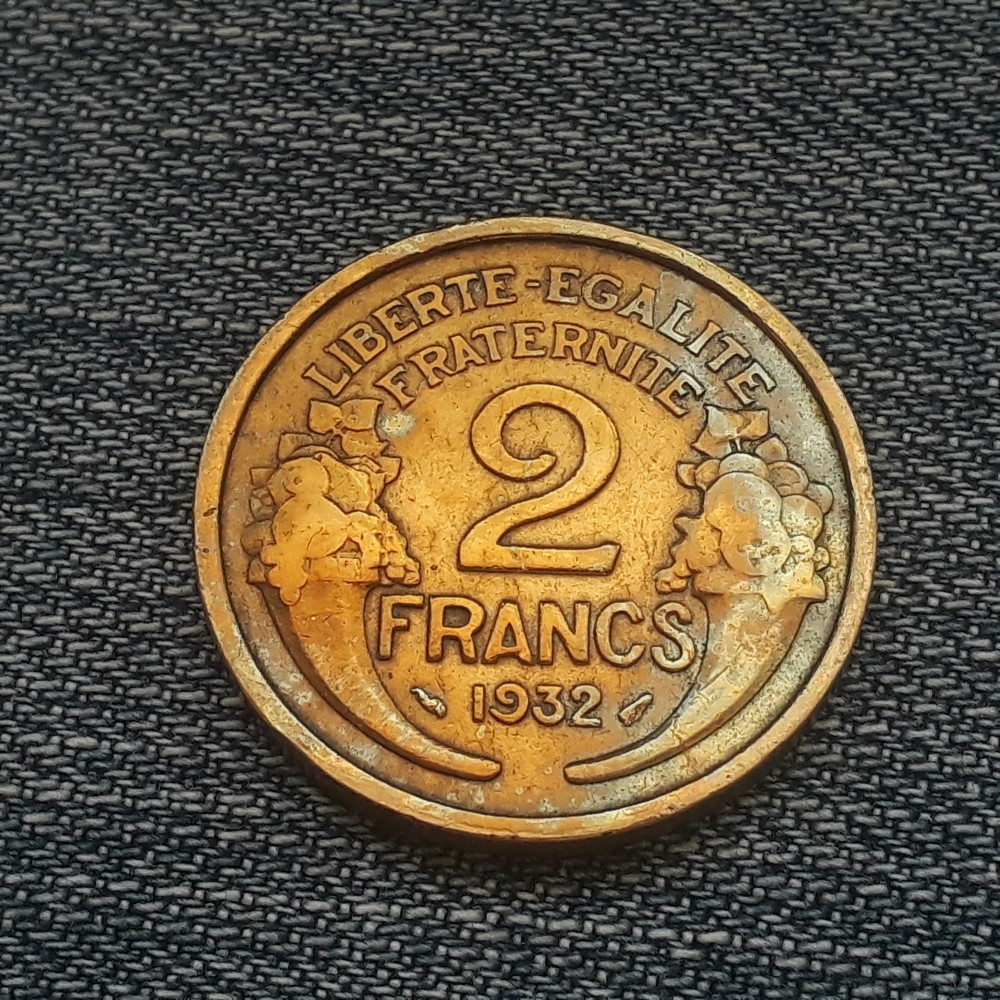 LIBERTE-EGALITE
FRATERNITE
2
FRANCS
1932